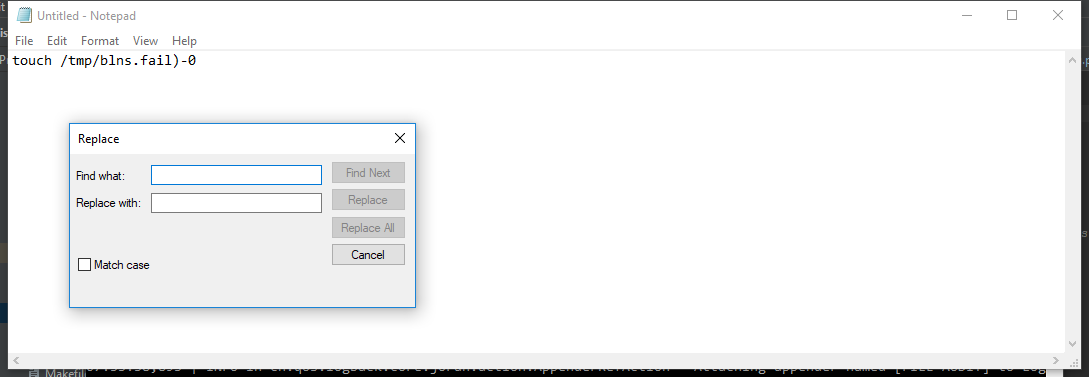 Untitled - Notepad
File Edit Format View Help
touch /tmp/blns.fail)-0
Replace
Find what:
Find Next
Replace with:
Replace
Replace All
Cancel
Match case
Makefil